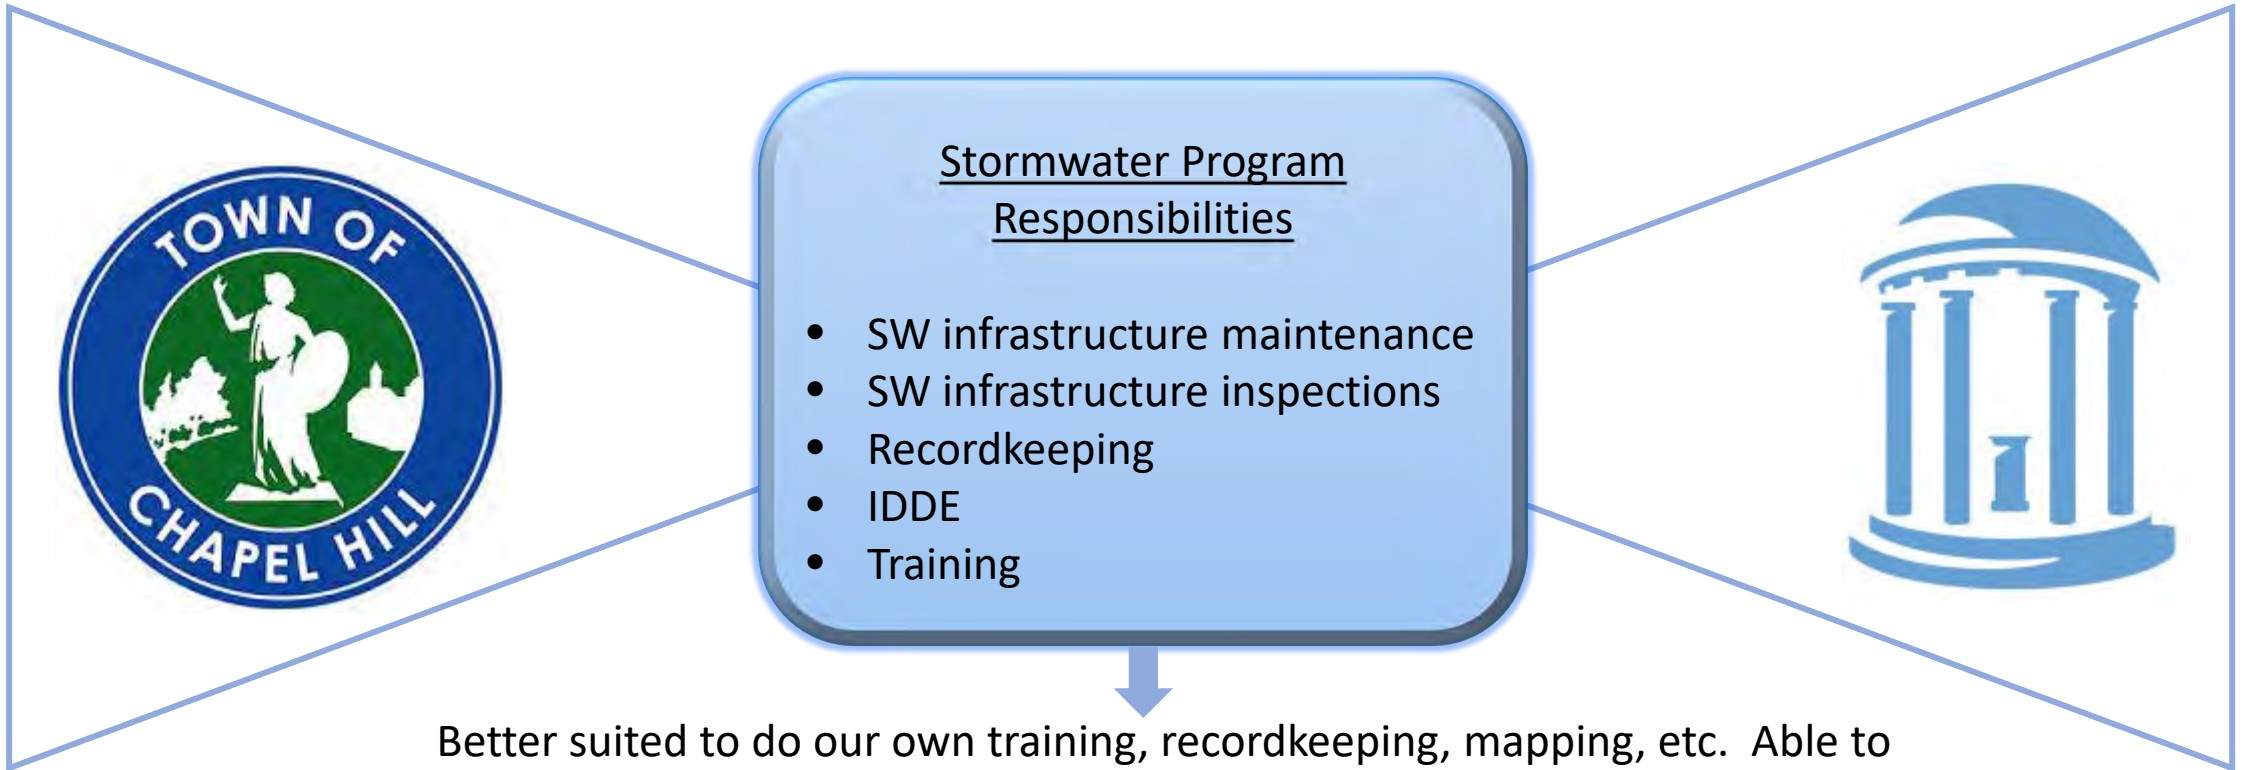 TOWN OF
CHAPEL HILL
Stormwater Program
Responsibilities
• SW infrastructure maintenance
• SW infrastructure inspections
• Recordkeeping
• IDDE
• Training
Better suited to do our own training, recordkeeping, mapping, etc.  Able to